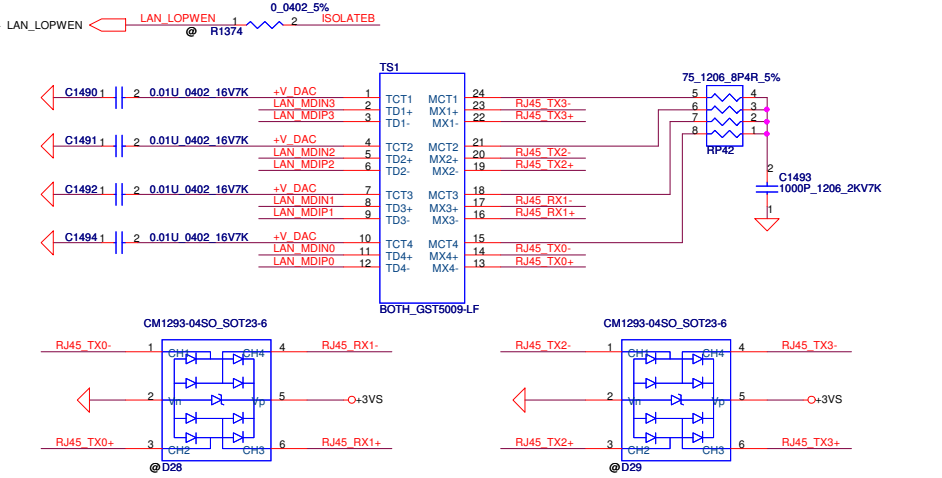 0_0402_5%
LAN_LOPWEN LAN_LOPWEN 1 2 ISOLATEB
@ R1374
TS1
75_1206_8P4R_5%
C1490 1 2 0.01U_0402_16V7K +V_DAC 1 TCT1 MCT1 24 5 4
LAN_MDIN3 2 TD1+ MX1+ 23 RJ45_TX3- 6 3
LAN_MDIP3 3 TD1- MX1- 22 RJ45_TX3+ 7 2
8 1
C1491 1 2 0.01U_0402_16V7K +V_DAC 4 TCT2 MCT2 21 RP42
LAN_MDIN2 5 TD2+ MX2+ 20 RJ45_TX2-
LAN_MDIP2 6 TD2- MX2- 19 RJ45_TX2+ 2
C1493
C1492 1 2 0.01U_0402_16V7K +V_DAC 7 TCT3 MCT3 18 1000P_1206_2KV7K
LAN_MDIN1 8 TD3+ MX3+ 17 RJ45_RX1-
LAN_MDIP1 9 TD3- MX3- 16 RJ45_RX1+ 1
C1494 1 2 0.01U_0402_16V7K +V_DAC 10 TCT4 MCT4 15
LAN_MDIN0 11 TD4+ MX4+ 14 RJ45_TX0-
LAN_MDIP0 12 TD4- MX4- 13 RJ45_TX0+
BOTH_GST5009-LF
CM1293-04SO_SOT23-6 CM1293-04SO_SOT23-6
RJ45_TX0- 1 CH1 CH4 4 RJ45_RX1- RJ45_TX2- 1 CH1 CH4 4 RJ45_TX3-
2 Vn Vp 5 +3VS 2 Vn Vp 5 +3VS
RJ45_TX0+ 3 CH2 CH3 6 RJ45_RX1+ RJ45_TX2+ 3 CH2 CH3 6 RJ45_TX3+
@ D28 @ D29